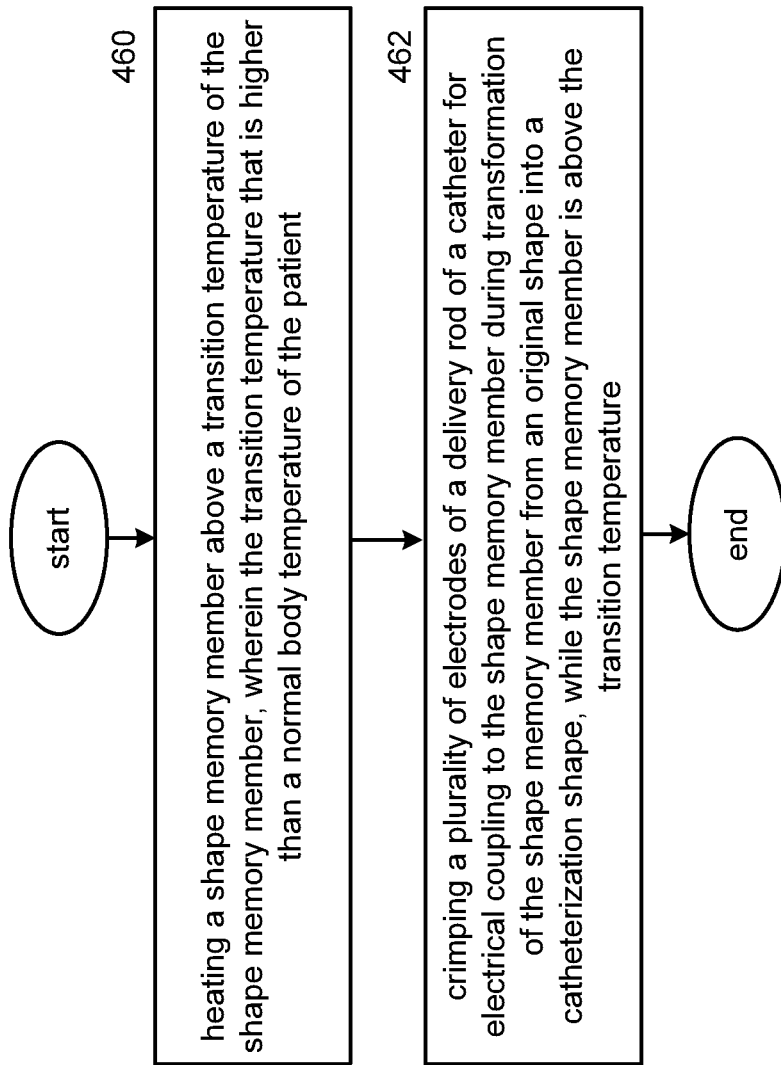 start
460
heating a shape memory member above a transition temperature of the
shape memory member, wherein the transition temperature that is higher
than a normal body temperature of the patient
462
crimping a plurality of electrodes of a delivery rod of a catheter for
electrical coupling to the shape memory member during transformation
of the shape memory member from an original shape into a
catheterization shape, while the shape memory member is above the
transition temperature
end